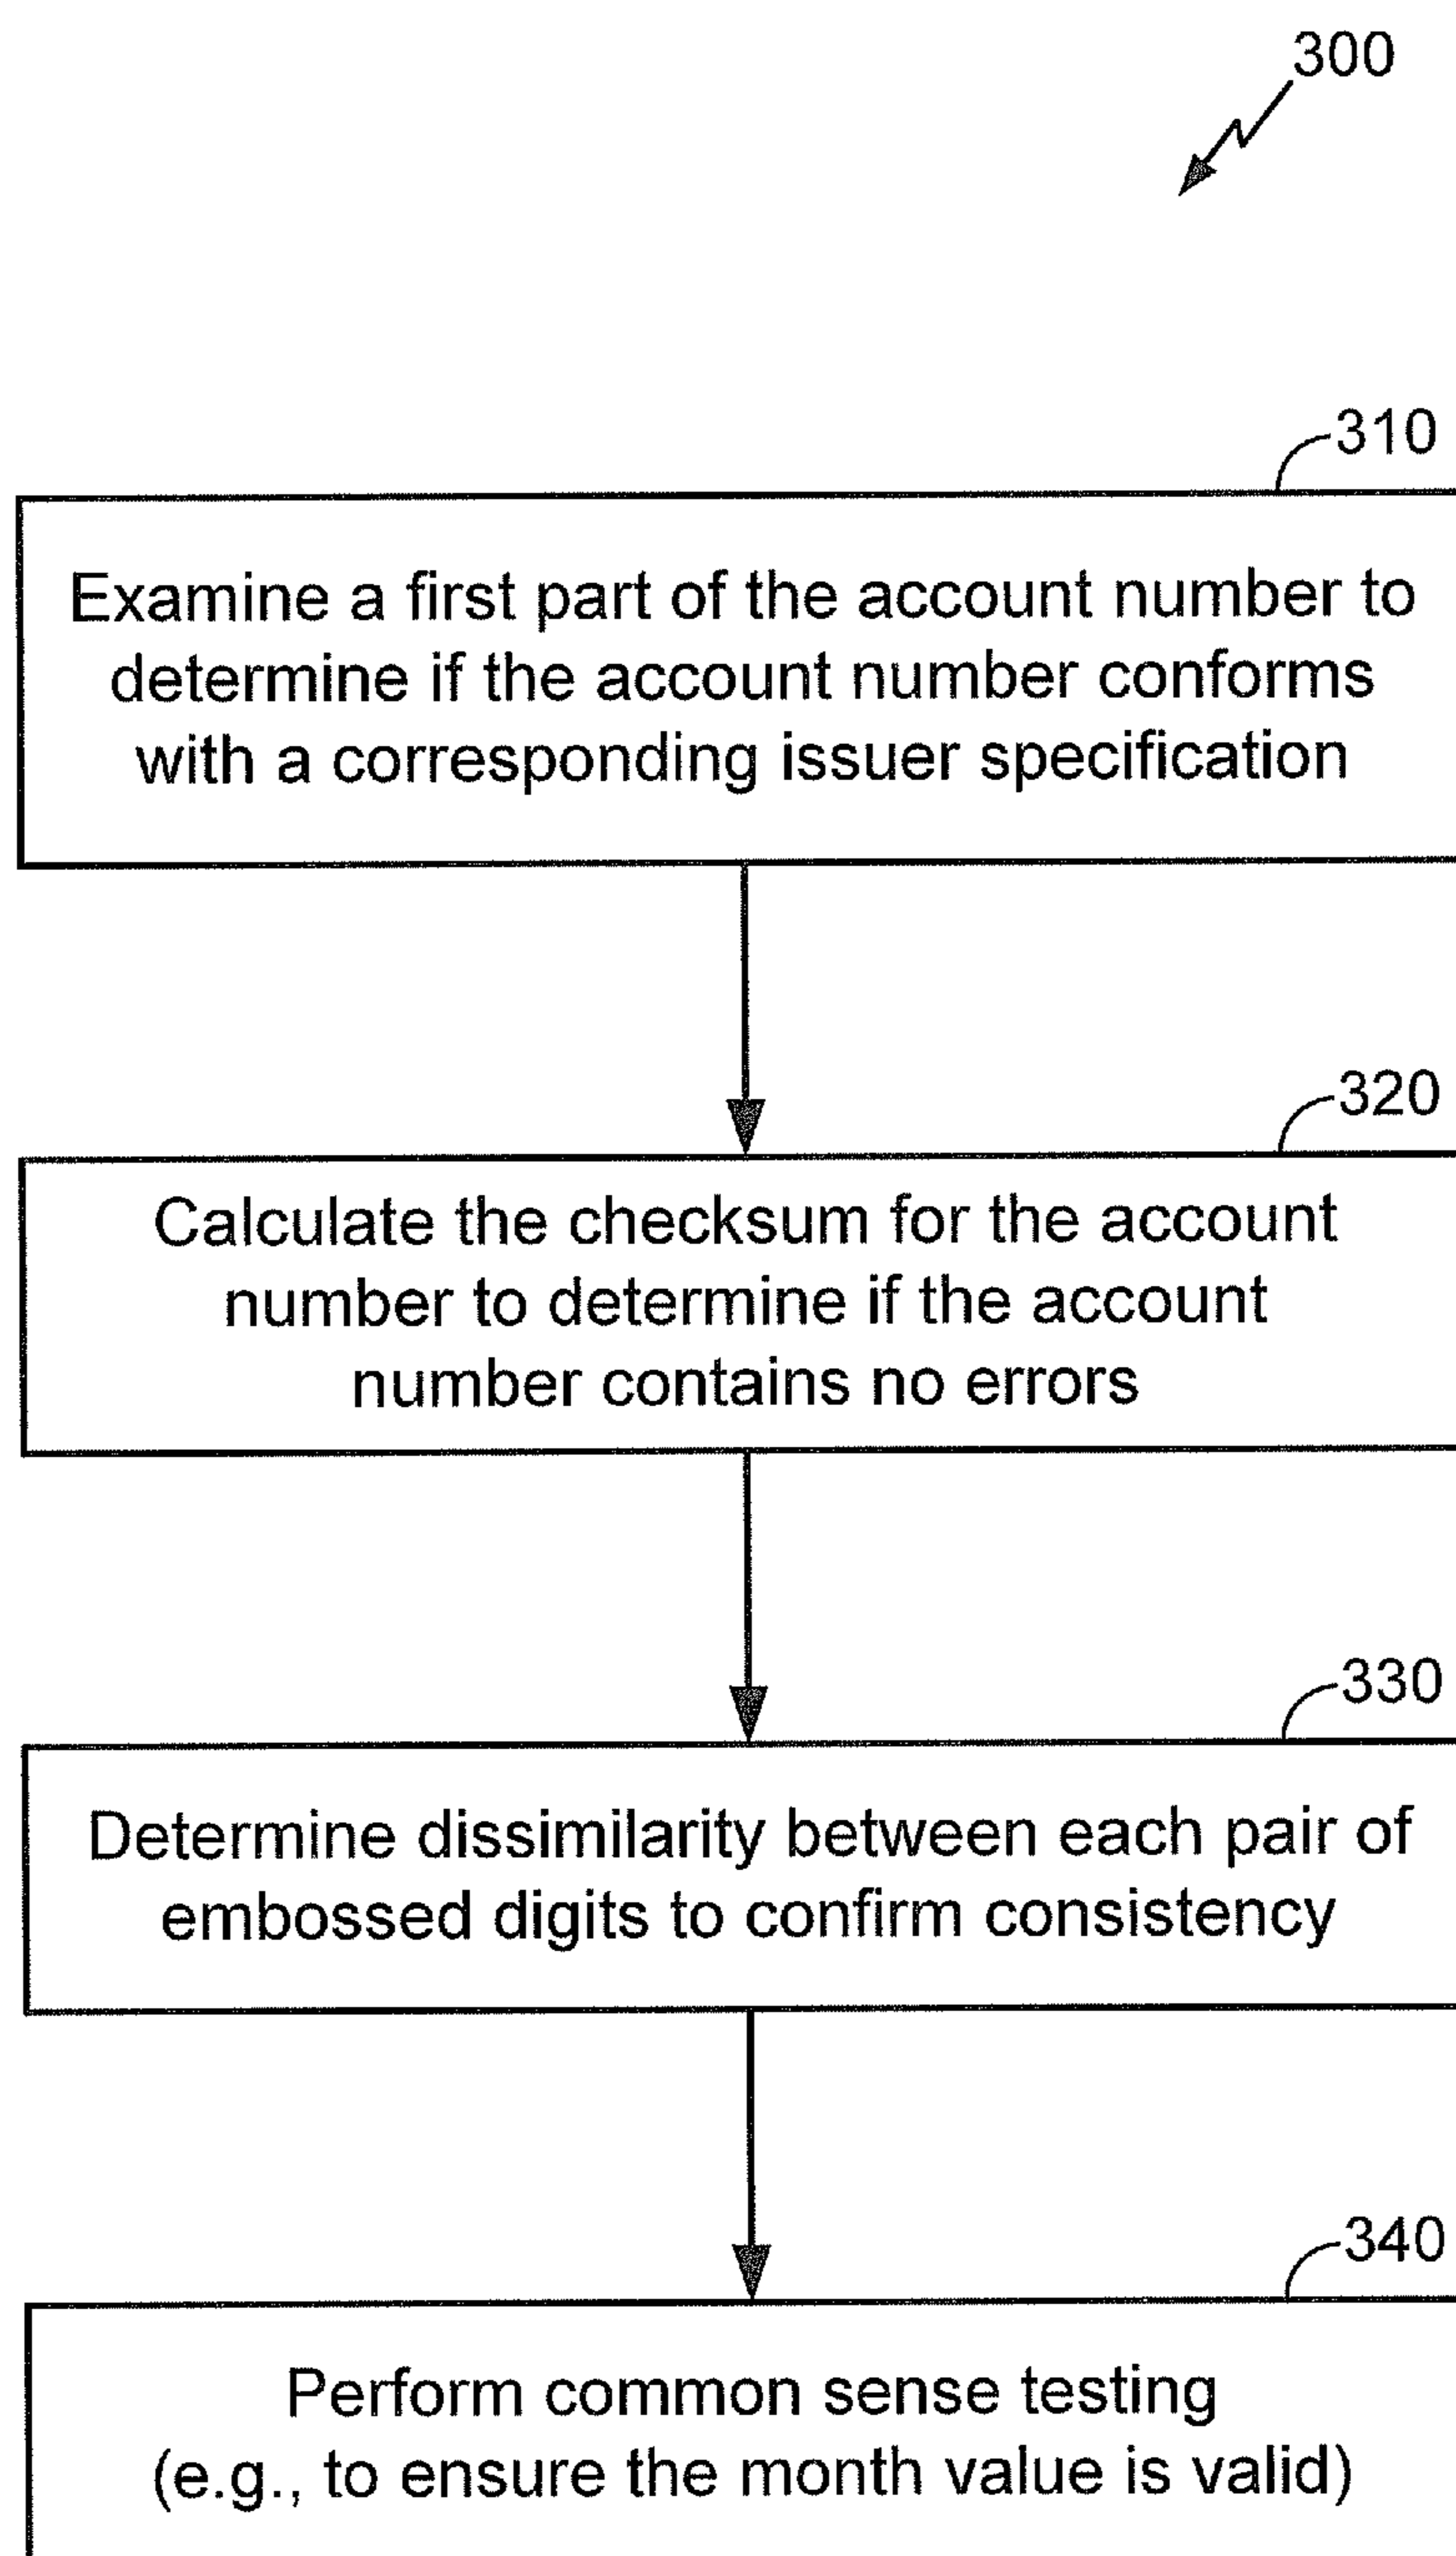 300
310
Examine a first part of the account number to
determine if the account number conforms
with a corresponding issuer specification
320
Calculate the checksum for the account
number to determine if the account
number contains no errors
330
Determine dissimilarity between each pair of
embossed digits to confirm consistency
340
Perform common sense testing
(e.g., to ensure the month value is valid)